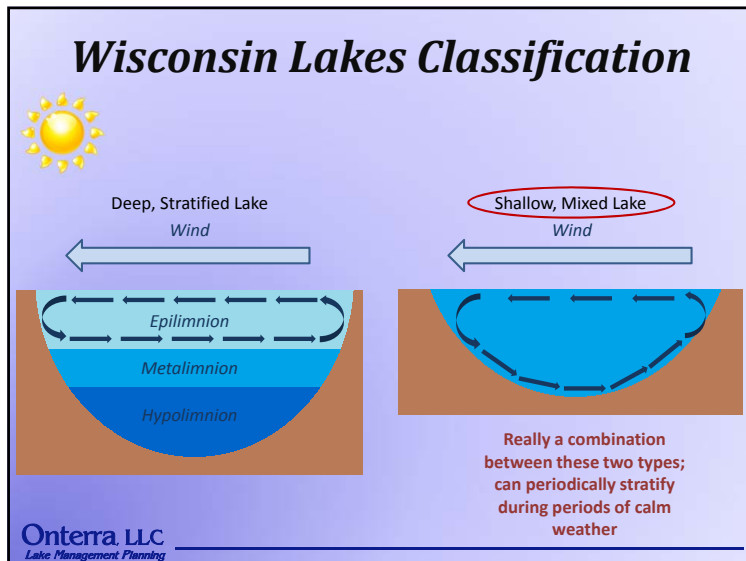 Wisconsin Lakes Classification
Deep, Stratified Lake
Wind
Epilimnion
Metalimnion
Hypolimnion
Shallow, Mixed Lake
Wind
Really a combination
between these two types;
can periodically stratify
during periods of calm
weather
Onterra, LLC
Lake Management Planning